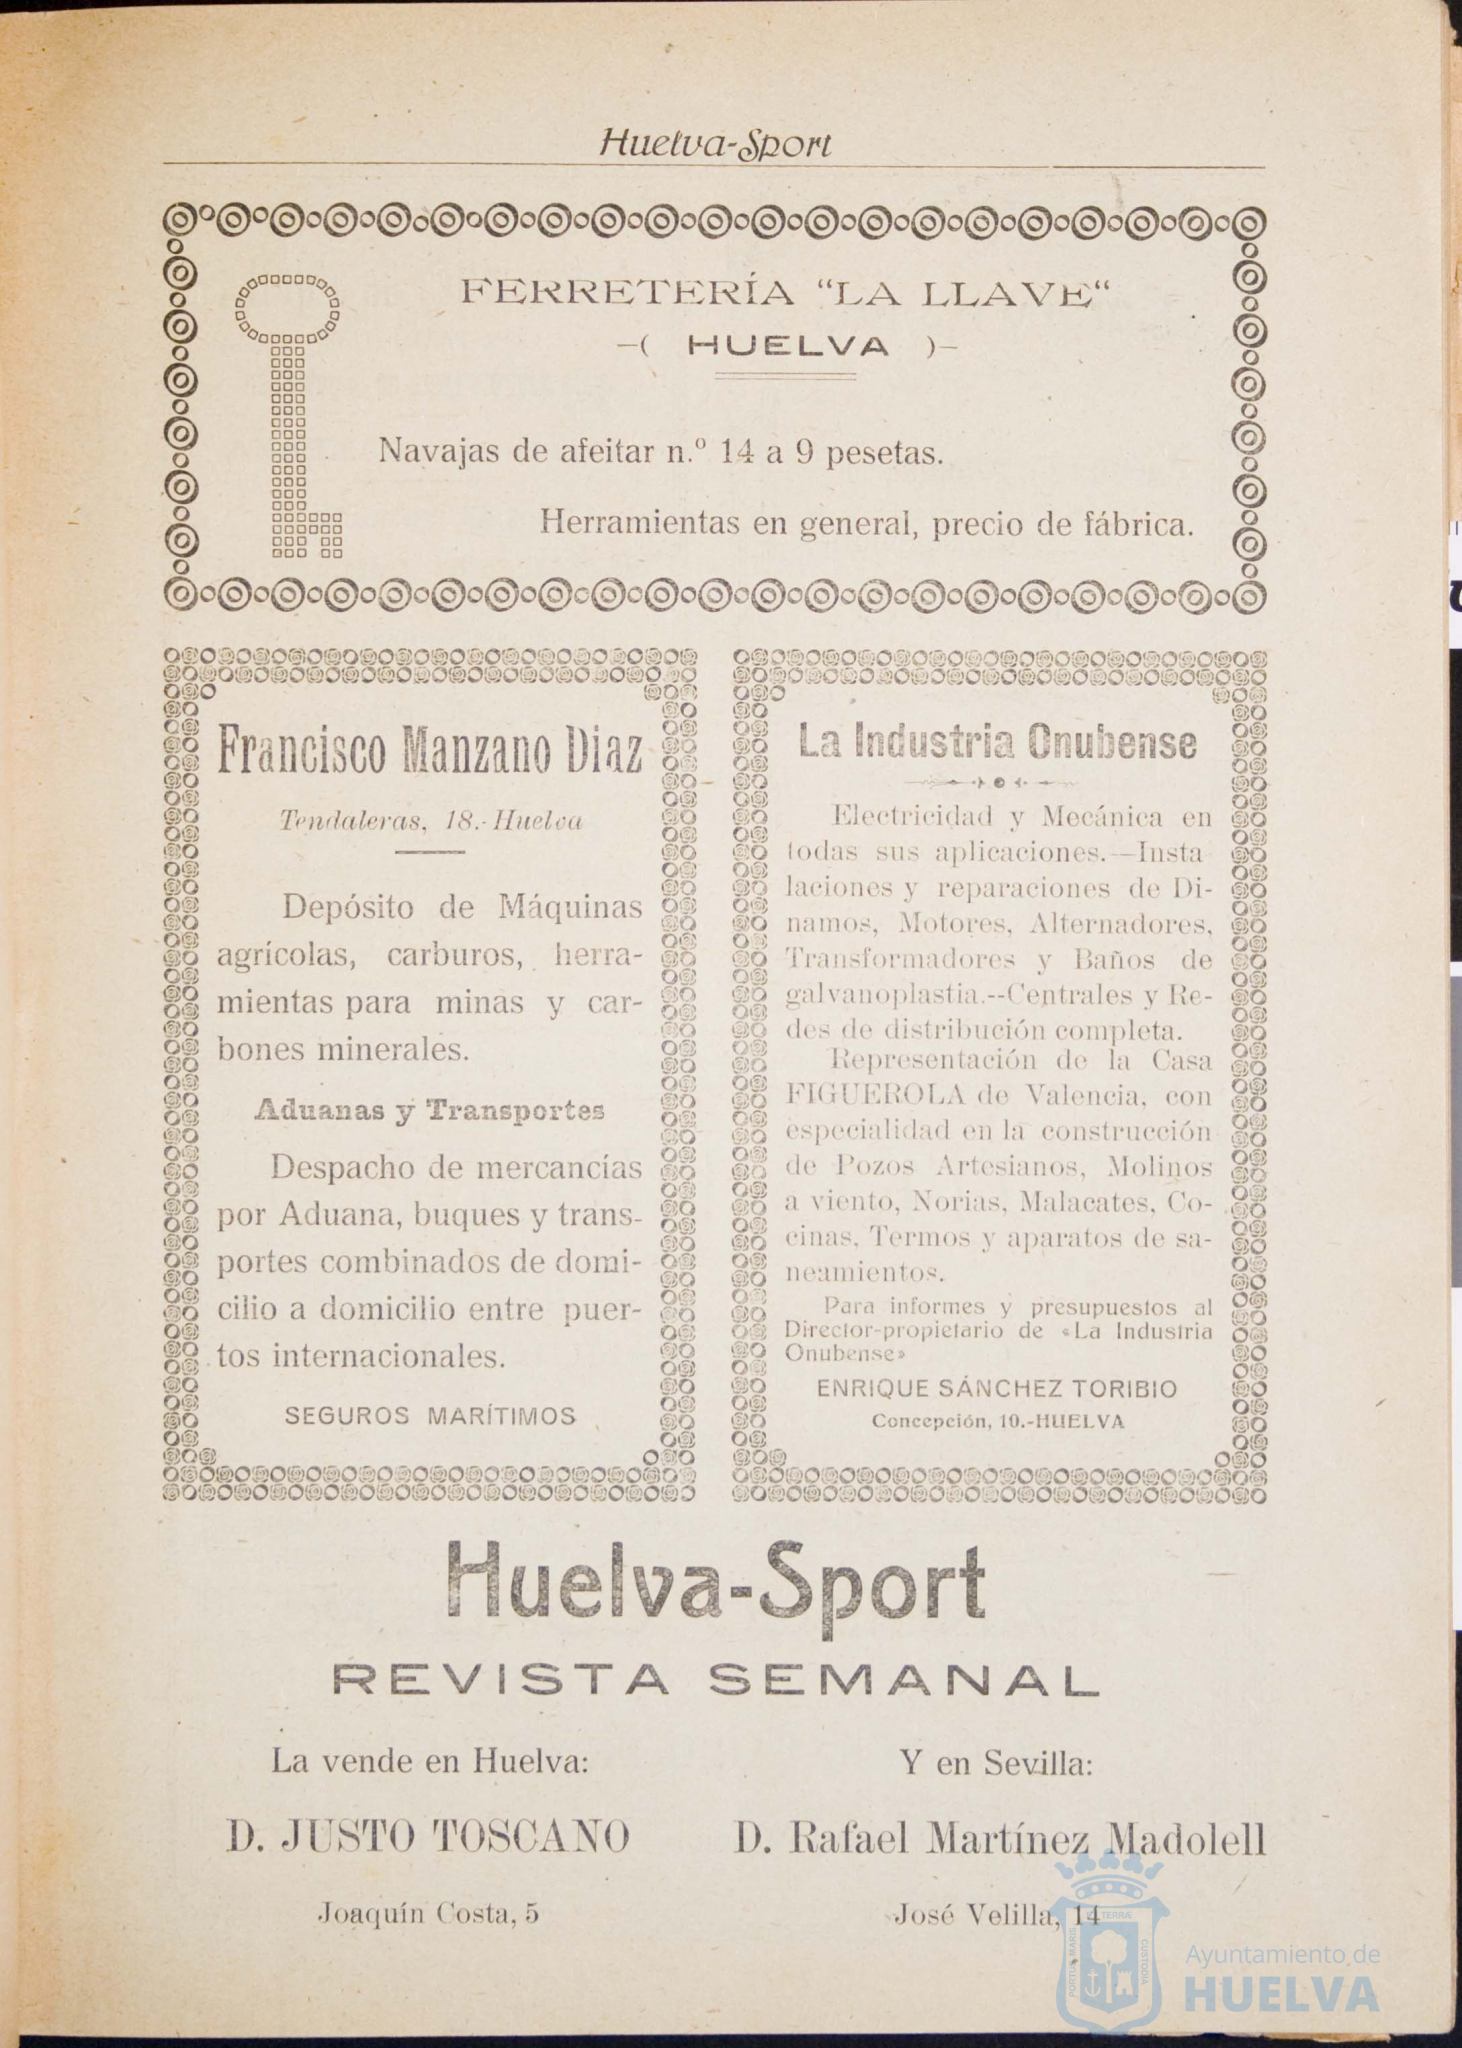 Huelva-Sport
FERRETERÍA “LA LLAVE“
—( HUELVA )—
Navajas de afeitar n.º 14 a 9 pesetas.
Herramientas en general, precio de fábrica.
Francisco Manzano Diaz
Tendaleras, 18.-Huelva
Depósito de Máquinas
agrícolas, carburos, herra-
mientas para minas y car-
bones minerales.
Aduanas y Transportes
Despacho de mercancías
por Aduana, buques y trans-
portes combinados de domi-
cilio a domicilio entre puer-
tos internacionales.
SEGUROS MARÍTIMOS
La Industria Onubense
Electricidad y Mecánica en
todas sus aplicaciones.—Insta
laciones y reparaciones de Di-
namos, Motores, Alternadores,
Transformadores y Baños de
galvanoplastia.--Centrales y Re-
des de distribución completa.
Representación de la Casa
FIGUEROLA de Valencia, con
especialidad en la construcción
de Pozos Artesianos, Molinos
a viento, Norias, Malacates, Co-
cinas, Termos y aparatos de sa-
neamientos.
Para informes y presupuestos al
Director-propietario de «La Industria
Onubense»
ENRIQUE SÁNCHEZ TORIBIO
Concepción, 10.-HUELVA
Huelva-Sport
REVISTA SEMANAL
La vende en Huelva:
D. JUSTO TOSCANO
Joaquín Costa, 5
Y en Sevilla:
D. Rafael Martínez Madolell
José Velilla, 14
PORTUS MARIS ET TERRÆ CUSTODIA
Ayuntamiento de
HUELVA